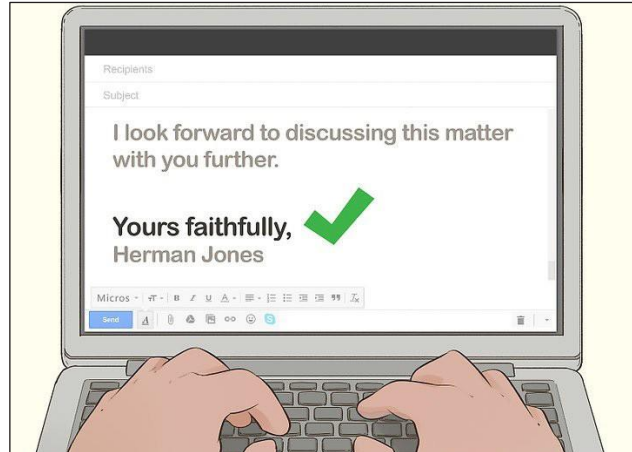 Recipients
Subject
I look forward to discussing this matter
with you further.
Yours faithfully,
Herman Jones
Micros
Send